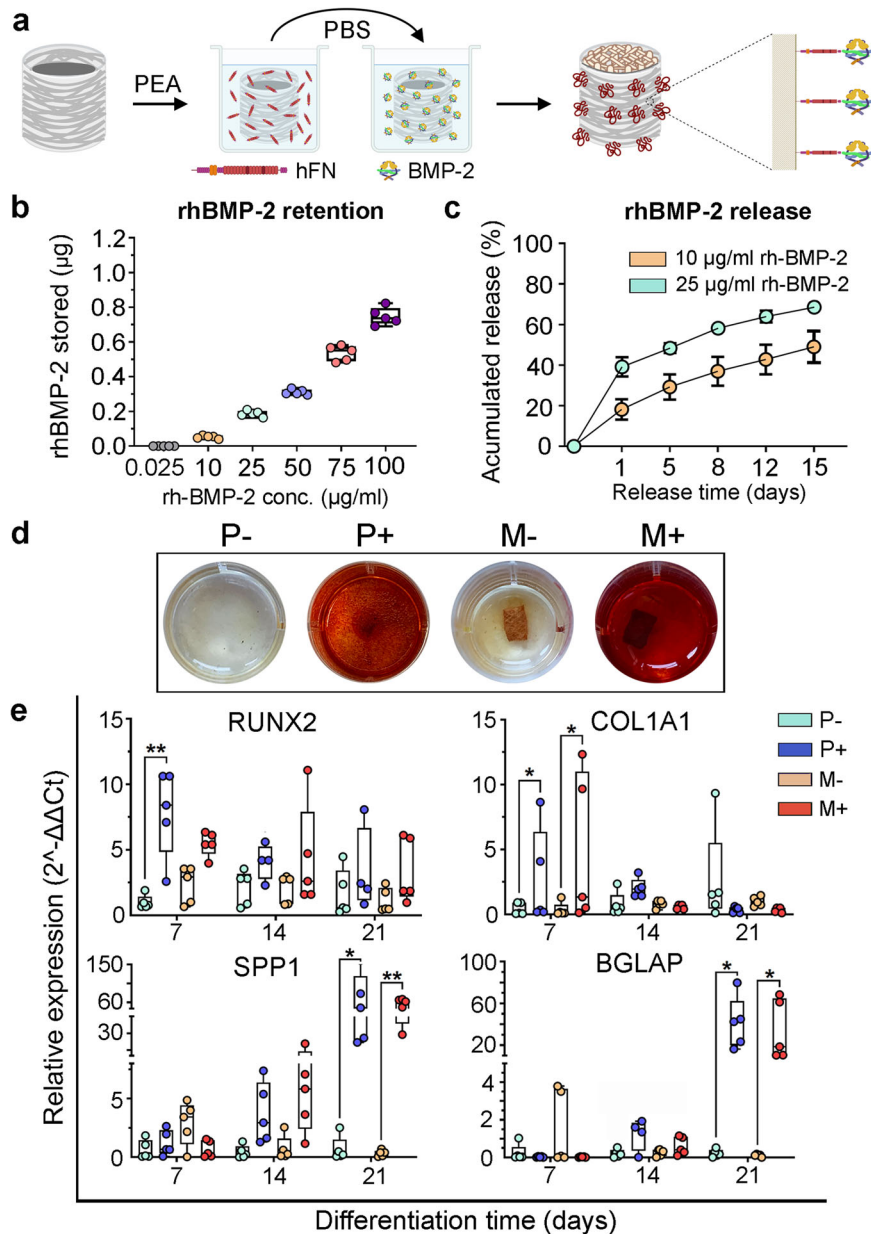 a
PBS
PEA
hFN
BMP-2
b
rhBMP-2 retention
rhBMP-2 stored (µg)
1.2
1.0
0.8
0.6
0.4
0.2
0.0
0.025 10 25 50 75 100
rh-BMP-2 conc. (µg/ml)
c
rhBMP-2 release
Acumulated release (%)
100
80
60
40
20
0
10 µg/ml rh-BMP-2
25 µg/ml rh-BMP-2
1 5 8 12 15
Release time (days)
d
P- P+ M- M+
e
Relative expression (2^-ΔΔCt)
RUNX2
15
10
5
0
**
7 14 21
COL1A1
15
10
5
0
* *
7 14 21
P-
P+
M-
M+
SPP1
150
60
30
5
0
* **
7 14 21
BGLAP
100
80
60
40
20
4
2
0
* *
7 14 21
Differentiation time (days)